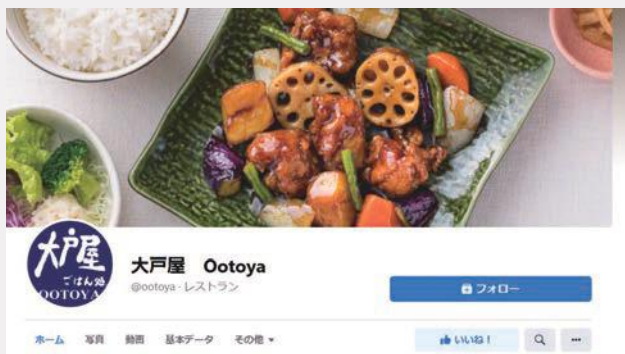 大戸屋
ごはん処
OOTOYA
大戸屋 Ootoya
@ootoya · レストラン
フォロー
ホーム 写真 動画 基本データ その他
いいね！